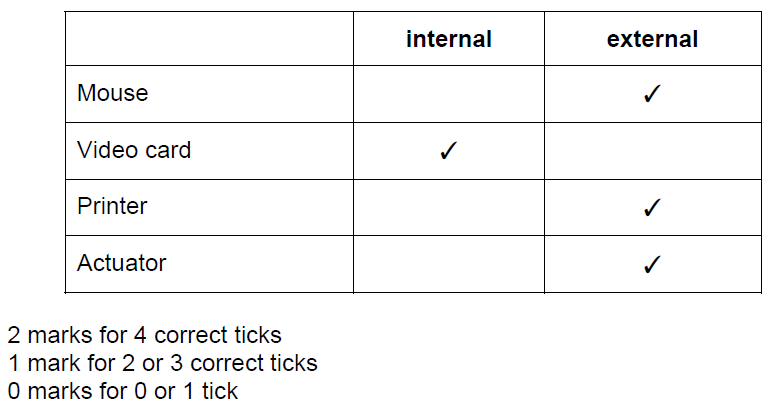 internal external
Mouse ✓
Video card ✓
Printer ✓
Actuator ✓
2 marks for 4 correct ticks
1 mark for 2 or 3 correct ticks
0 marks for 0 or 1 tick